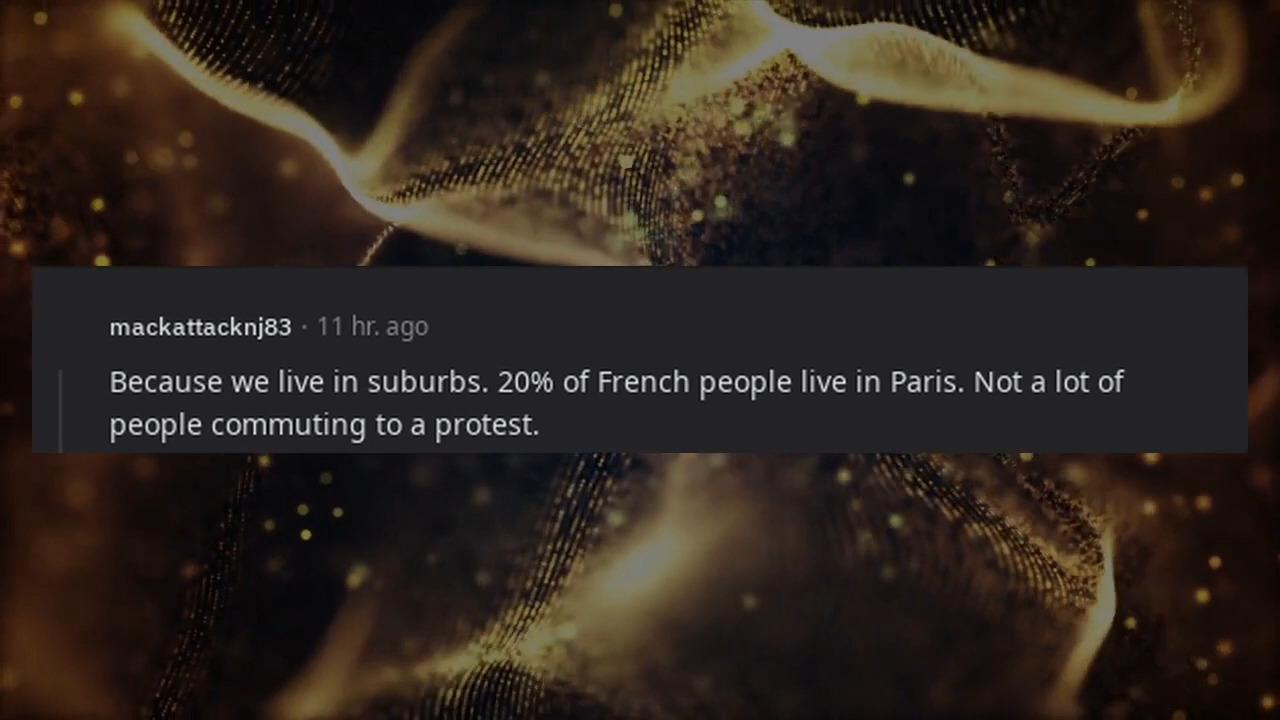 mackattacknj83 · 11 hr. ago
Because we live in suburbs. 20% of French people live in Paris. Not a lot of
people commuting to a protest.